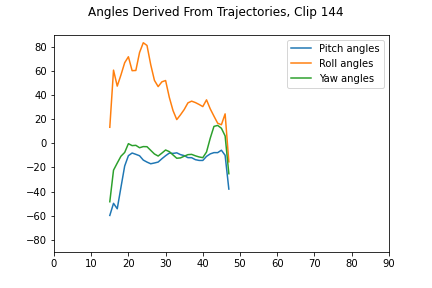 Angles Derived From Trajectories, Clip 144
Pitch angles
Roll angles
Yaw angles
80
60
40
20
0
−20
−40
−60
−80
0 10 20 30 40 50 60 70 80 90